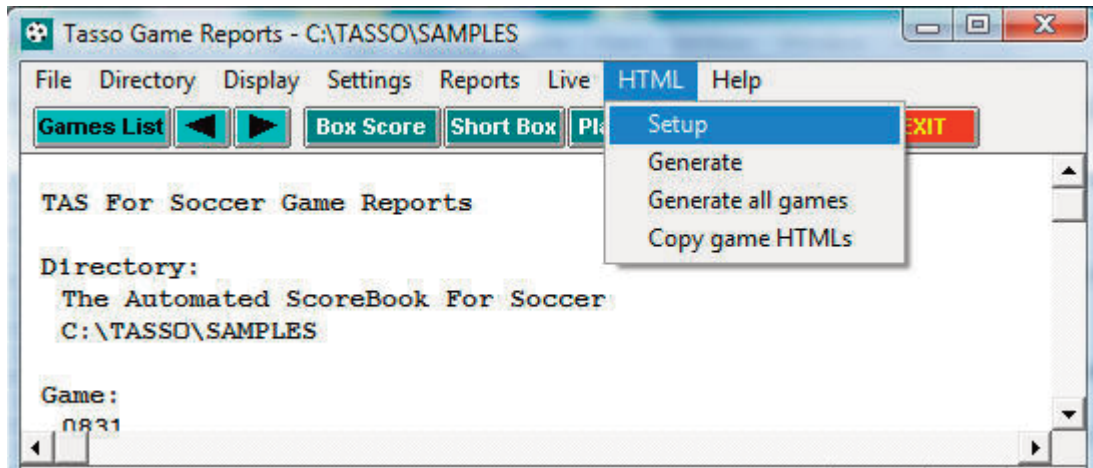 Tasso Game Reports - C:\TASSO\SAMPLES
File Directory Display Settings Reports Live HTML Help
Games List Box Score Short Box EXIT
Setup
Generate
Generate all games
Copy game HTMLs
TAS For Soccer Game Reports
Directory:
The Automated ScoreBook For Soccer
C:\TASSO\SAMPLES
Game:
0831